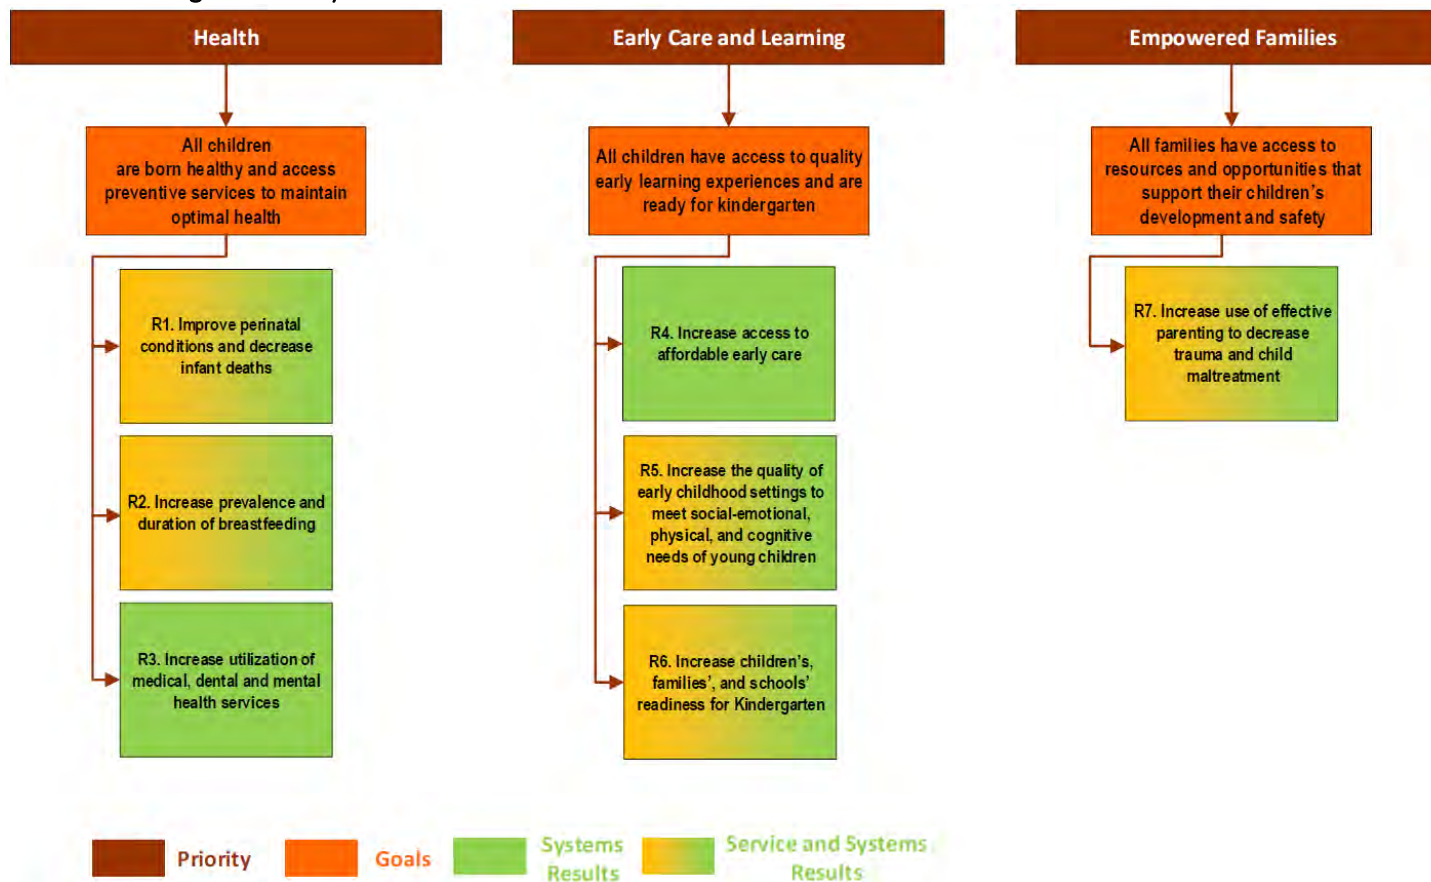 Health
Early Care and Learning
Empowered Families
All children
are born healthy and access
preventive services to maintain
optimal health
All children have access to quality
early learning experiences and are
ready for kindergarten
All families have access to
resources and opportunities that
support their children's
development and safety
R1. Improve perinatal
conditions and decrease
infant deaths
R4. Increase access to
affordable early care
R7. Increase use of effective
parenting to decrease
trauma and child
maltreatment
R2. Increase prevalence and
duration of breastfeeding
R5. Increase the quality of
early childhood settings to
meet social-emotional,
physical, and cognitive
needs of young children
R3. Increase utilization of
medical, dental and mental
health services
R6. Increase children's,
families', and schools'
readiness for Kindergarten
Priority
Goals
Systems
Results
Service and Systems
Results